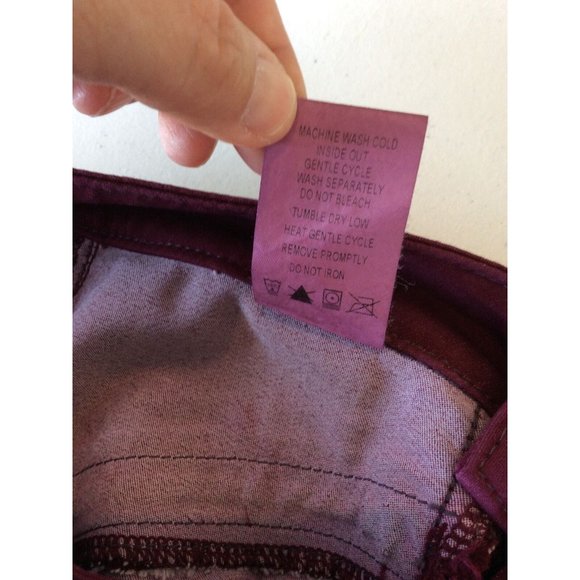 MACHINE WASH COLD
INSIDE OUT
GENTLE CYCLE
WASH SEPARATELY
DO NOT BLEACH
TUMBLE DRY LOW
HEAT GENTLE CYCLE
REMOVE PROMPTLY
DO NOT IRON